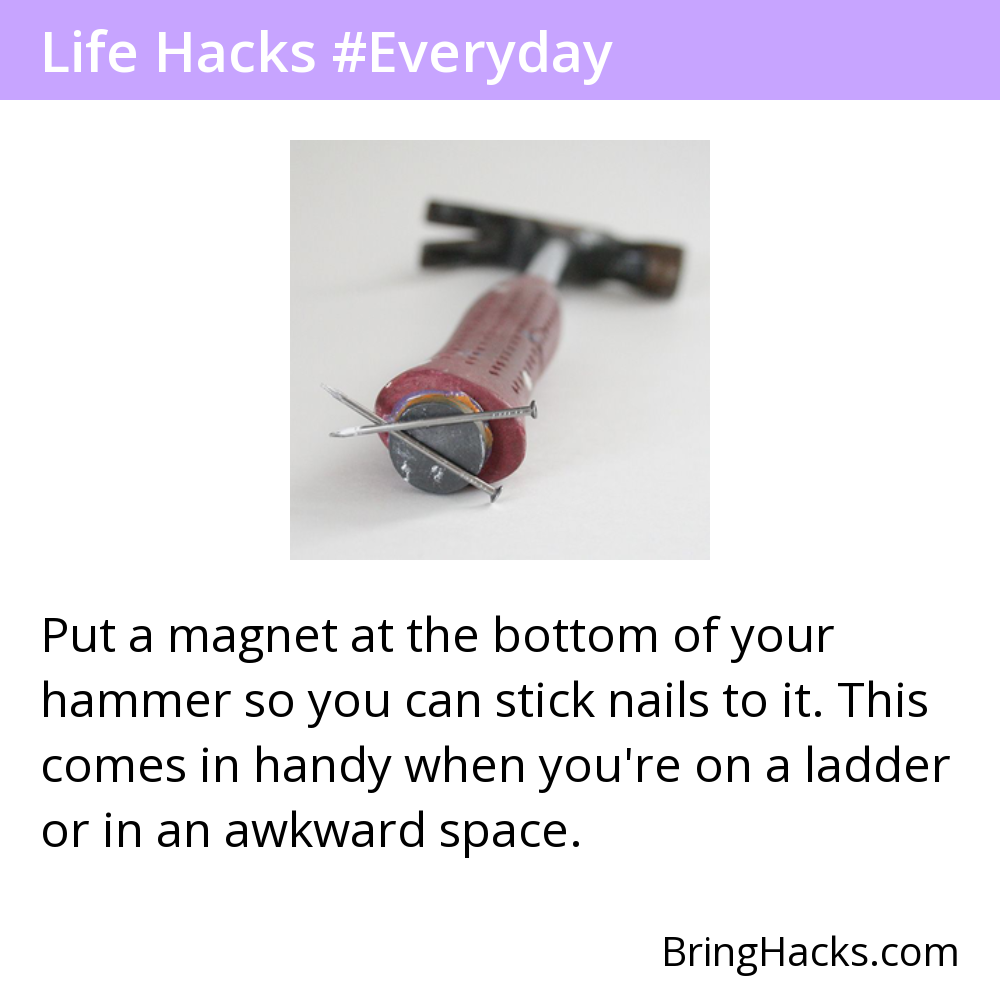 Life Hacks #Everyday
Put a magnet at the bottom of your
hammer so you can stick nails to it. This
comes in handy when you're on a ladder
or in an awkward space.
BringHacks.com